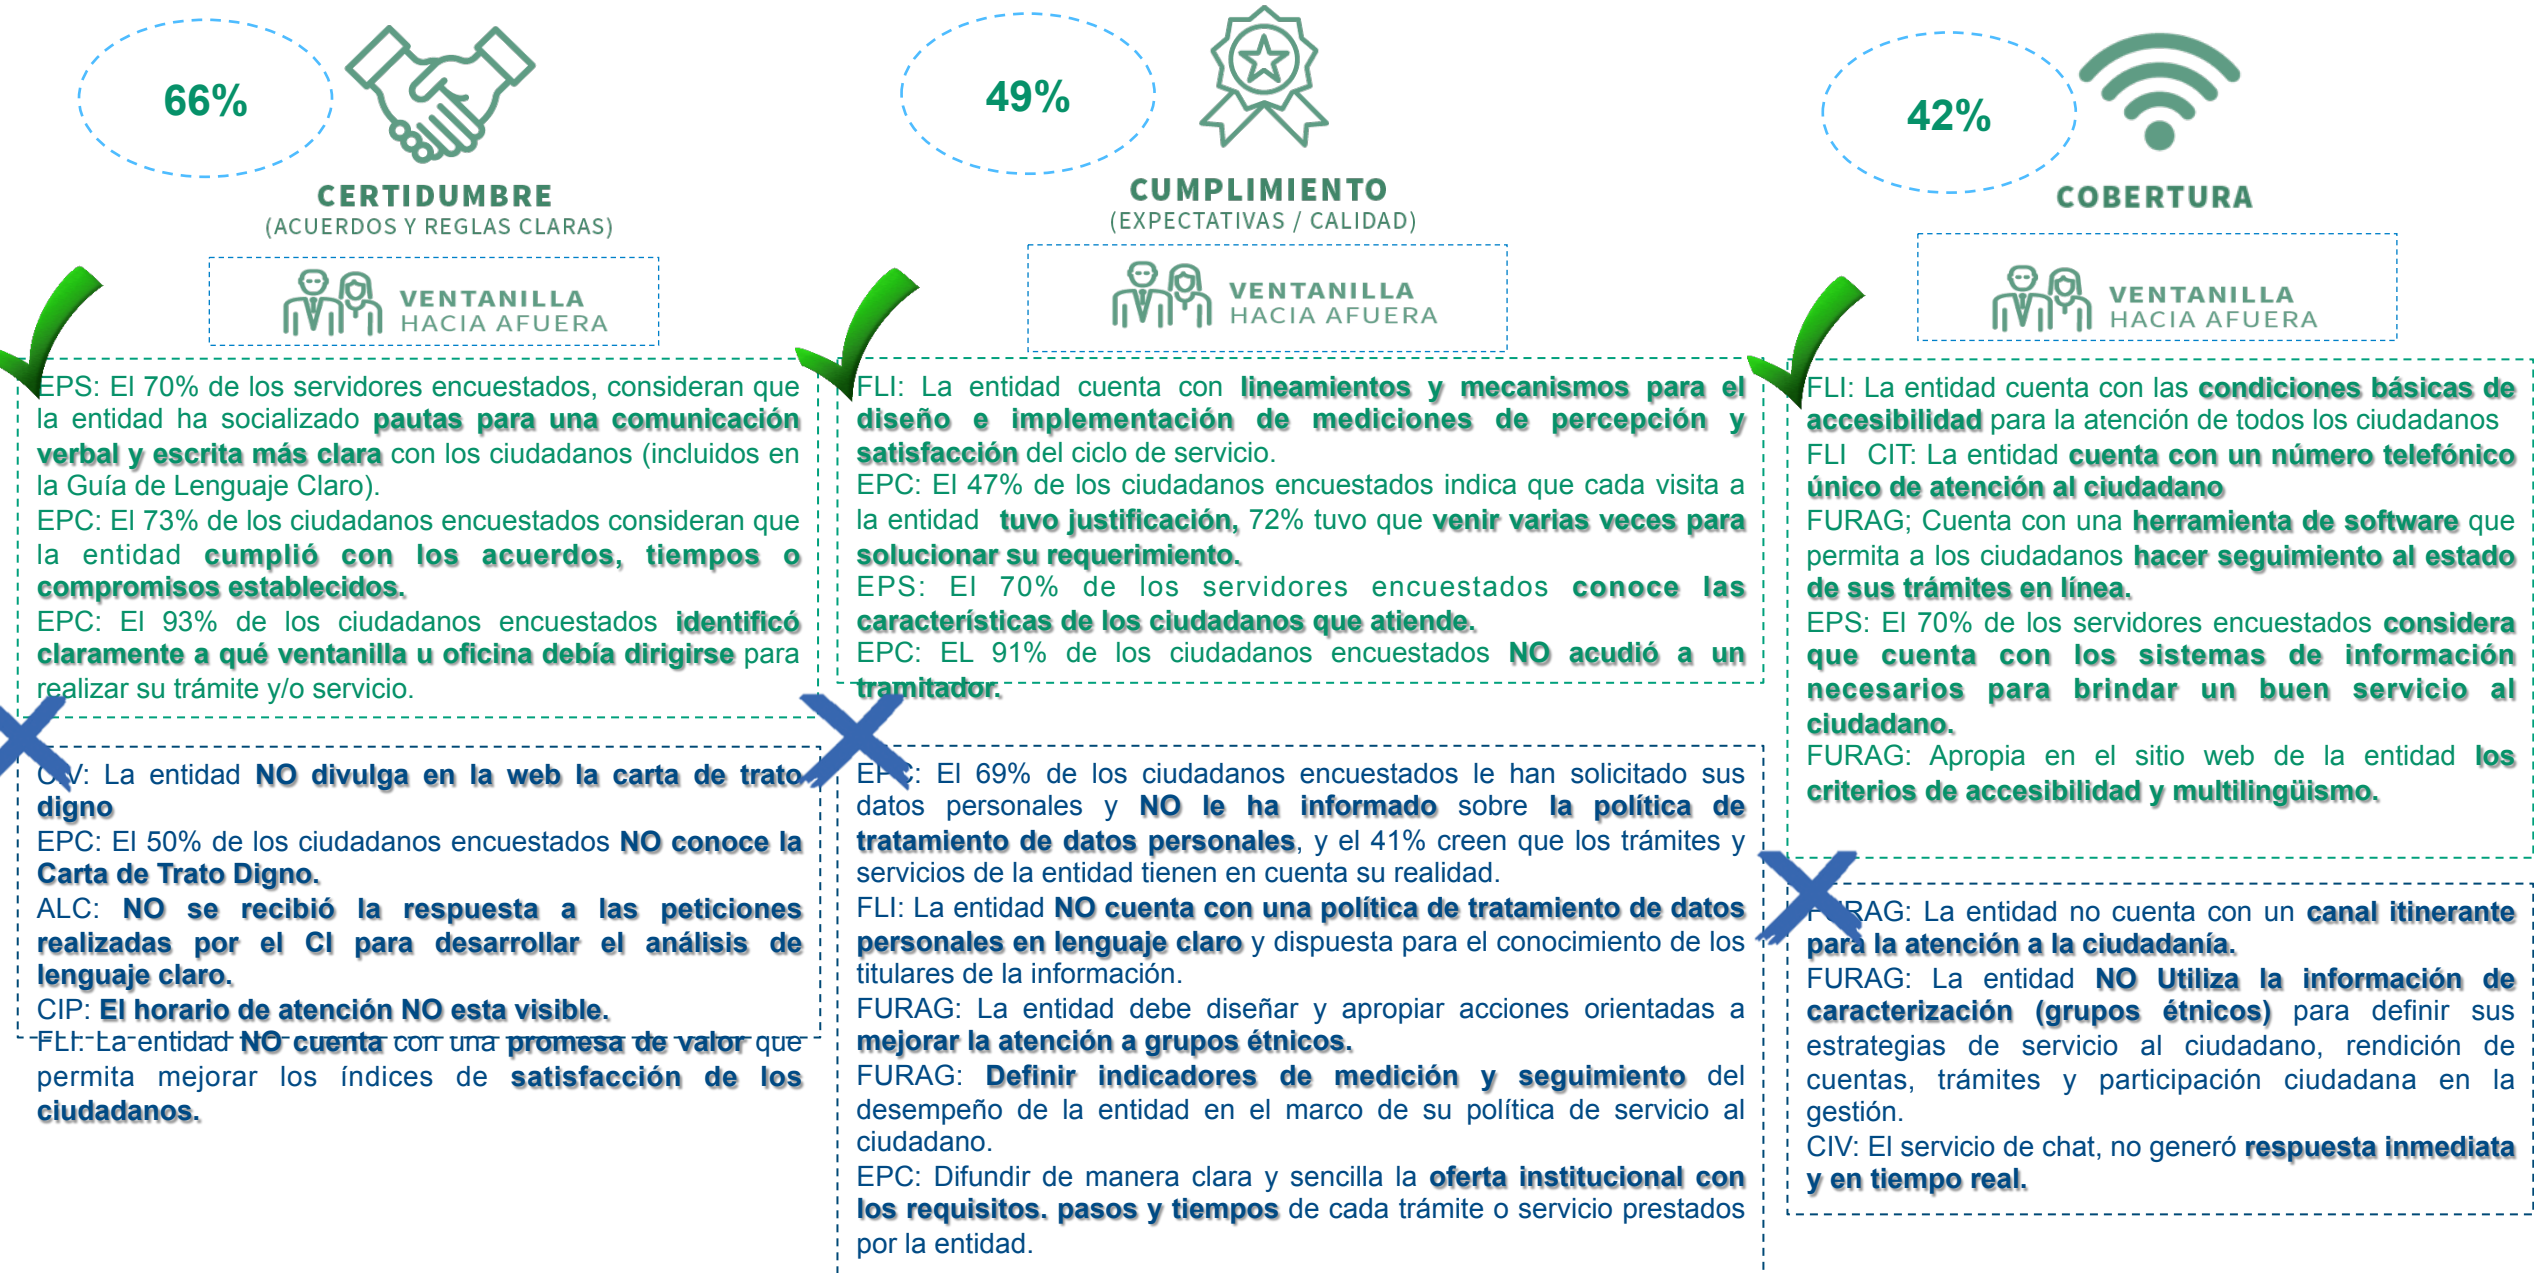 66%
CERTIDUMBRE
(ACUERDOS Y REGLAS CLARAS)
VENTANILLA
HACIA AFUERA
EPS: El 70% de los servidores encuestados, consideran que
la entidad ha socializado pautas para una comunicación
verbal y escrita más clara con los ciudadanos (incluidos en
la Guía de Lenguaje Claro).
EPC: El 73% de los ciudadanos encuestados consideran que
la entidad cumplió con los acuerdos, tiempos o
compromisos establecidos.
EPC: El 93% de los ciudadanos encuestados identificó
claramente a qué ventanilla u oficina debía dirigirse para
realizar su trámite y/o servicio.
CIV: La entidad NO divulga en la web la carta de trato
digno
EPC: El 50% de los ciudadanos encuestados NO conoce la
Carta de Trato Digno.
ALC: NO se recibió la respuesta a las peticiones
realizadas por el CI para desarrollar el análisis de
lenguaje claro.
CIP: El horario de atención NO esta visible.
FLI: La entidad NO cuenta con una promesa de valor que
permita mejorar los índices de satisfacción de los
ciudadanos.
49%
CUMPLIMIENTO
(EXPECTATIVAS / CALIDAD)
VENTANILLA
HACIA AFUERA
FLI: La entidad cuenta con lineamientos y mecanismos para el
diseño e implementación de mediciones de percepción y
satisfacción del ciclo de servicio.
EPC: El 47% de los ciudadanos encuestados indica que cada visita a
la entidad tuvo justificación, 72% tuvo que venir varias veces para
solucionar su requerimiento.
EPS: El 70% de los servidores encuestados conoce las
características de los ciudadanos que atiende.
EPC: EL 91% de los ciudadanos encuestados NO acudió a un
tramitador.
EPC: El 69% de los ciudadanos encuestados le han solicitado sus
datos personales y NO le ha informado sobre la política de
tratamiento de datos personales, y el 41% creen que los trámites y
servicios de la entidad tienen en cuenta su realidad.
FLI: La entidad NO cuenta con una política de tratamiento de datos
personales en lenguaje claro y dispuesta para el conocimiento de los
titulares de la información.
FURAG: La entidad debe diseñar y apropiar acciones orientadas a
mejorar la atención a grupos étnicos.
FURAG: Definir indicadores de medición y seguimiento del
desempeño de la entidad en el marco de su política de servicio al
ciudadano.
EPC: Difundir de manera clara y sencilla la oferta institucional con
los requisitos. pasos y tiempos de cada trámite o servicio prestados
por la entidad.
42%
COBERTURA
VENTANILLA
HACIA AFUERA
FLI: La entidad cuenta con las condiciones básicas de
accesibilidad para la atención de todos los ciudadanos
FLI CIT: La entidad cuenta con un número telefónico
único de atención al ciudadano
FURAG; Cuenta con una herramienta de software que
permita a los ciudadanos hacer seguimiento al estado
de sus trámites en línea.
EPS: El 70% de los servidores encuestados considera
que cuenta con los sistemas de información
necesarios para brindar un buen servicio al
ciudadano.
FURAG: Apropia en el sitio web de la entidad los
criterios de accesibilidad y multilingüismo.
FURAG: La entidad no cuenta con un canal itinerante
para la atención a la ciudadanía.
FURAG: La entidad NO Utiliza la información de
caracterización (grupos étnicos) para definir sus
estrategias de servicio al ciudadano, rendición de
cuentas, trámites y participación ciudadana en la
gestión.
CIV: El servicio de chat, no generó respuesta inmediata
y en tiempo real.